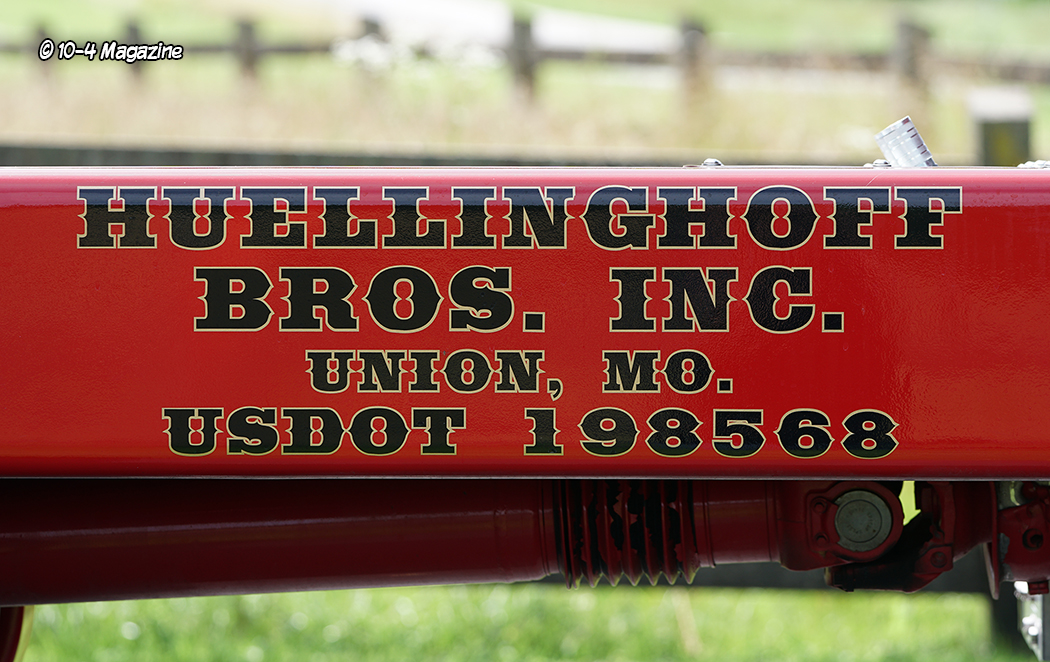 © 10-4 Magazine
HUELLINGHOFF
BROS. INC.
UNION, MO.
USDOT 198568